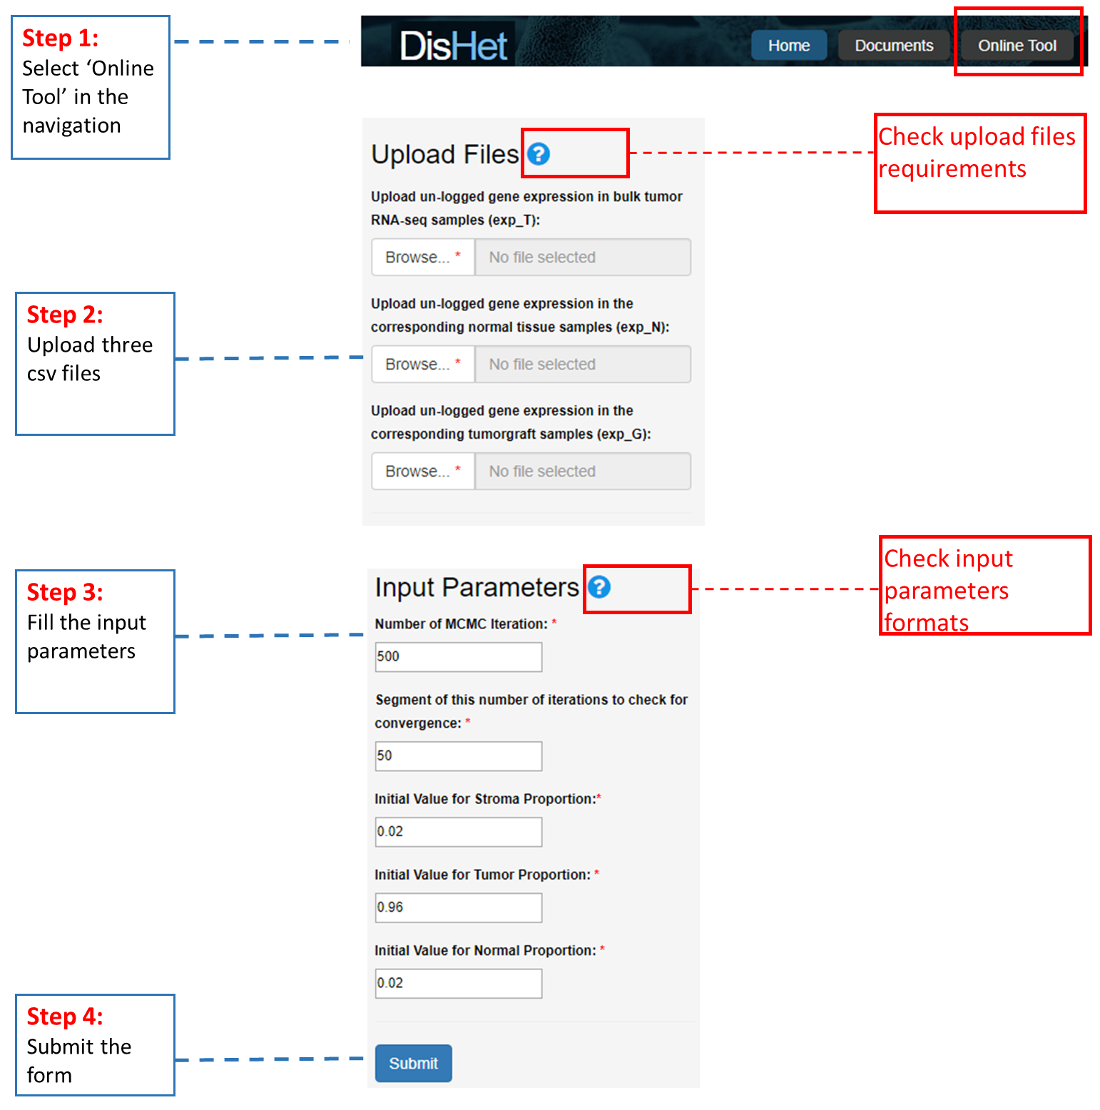 Step 1:
Select ‘Online
Tool’ in the
navigation
DisHet
Home
Documents
Online Tool
Upload Files ?
Check upload files
requirements
Upload un-logged gene expression in bulk tumor
RNA-seq samples (exp_T):
Browse... *
No file selected
Step 2:
Upload three
csv files
Upload un-logged gene expression in the
corresponding normal tissue samples (exp_N):
Browse... *
No file selected
Upload un-logged gene expression in the
corresponding tumorgraft samples (exp_G):
Browse... *
No file selected
Step 3:
Fill the input
parameters
Input Parameters ?
Check input
parameters
formats
Number of MCMC Iteration: *
500
Segment of this number of iterations to check for
convergence: *
50
Initial Value for Stroma Proportion:*
0.02
Initial Value for Tumor Proportion: *
0.96
Initial Value for Normal Proportion: *
0.02
Step 4:
Submit the
form
Submit